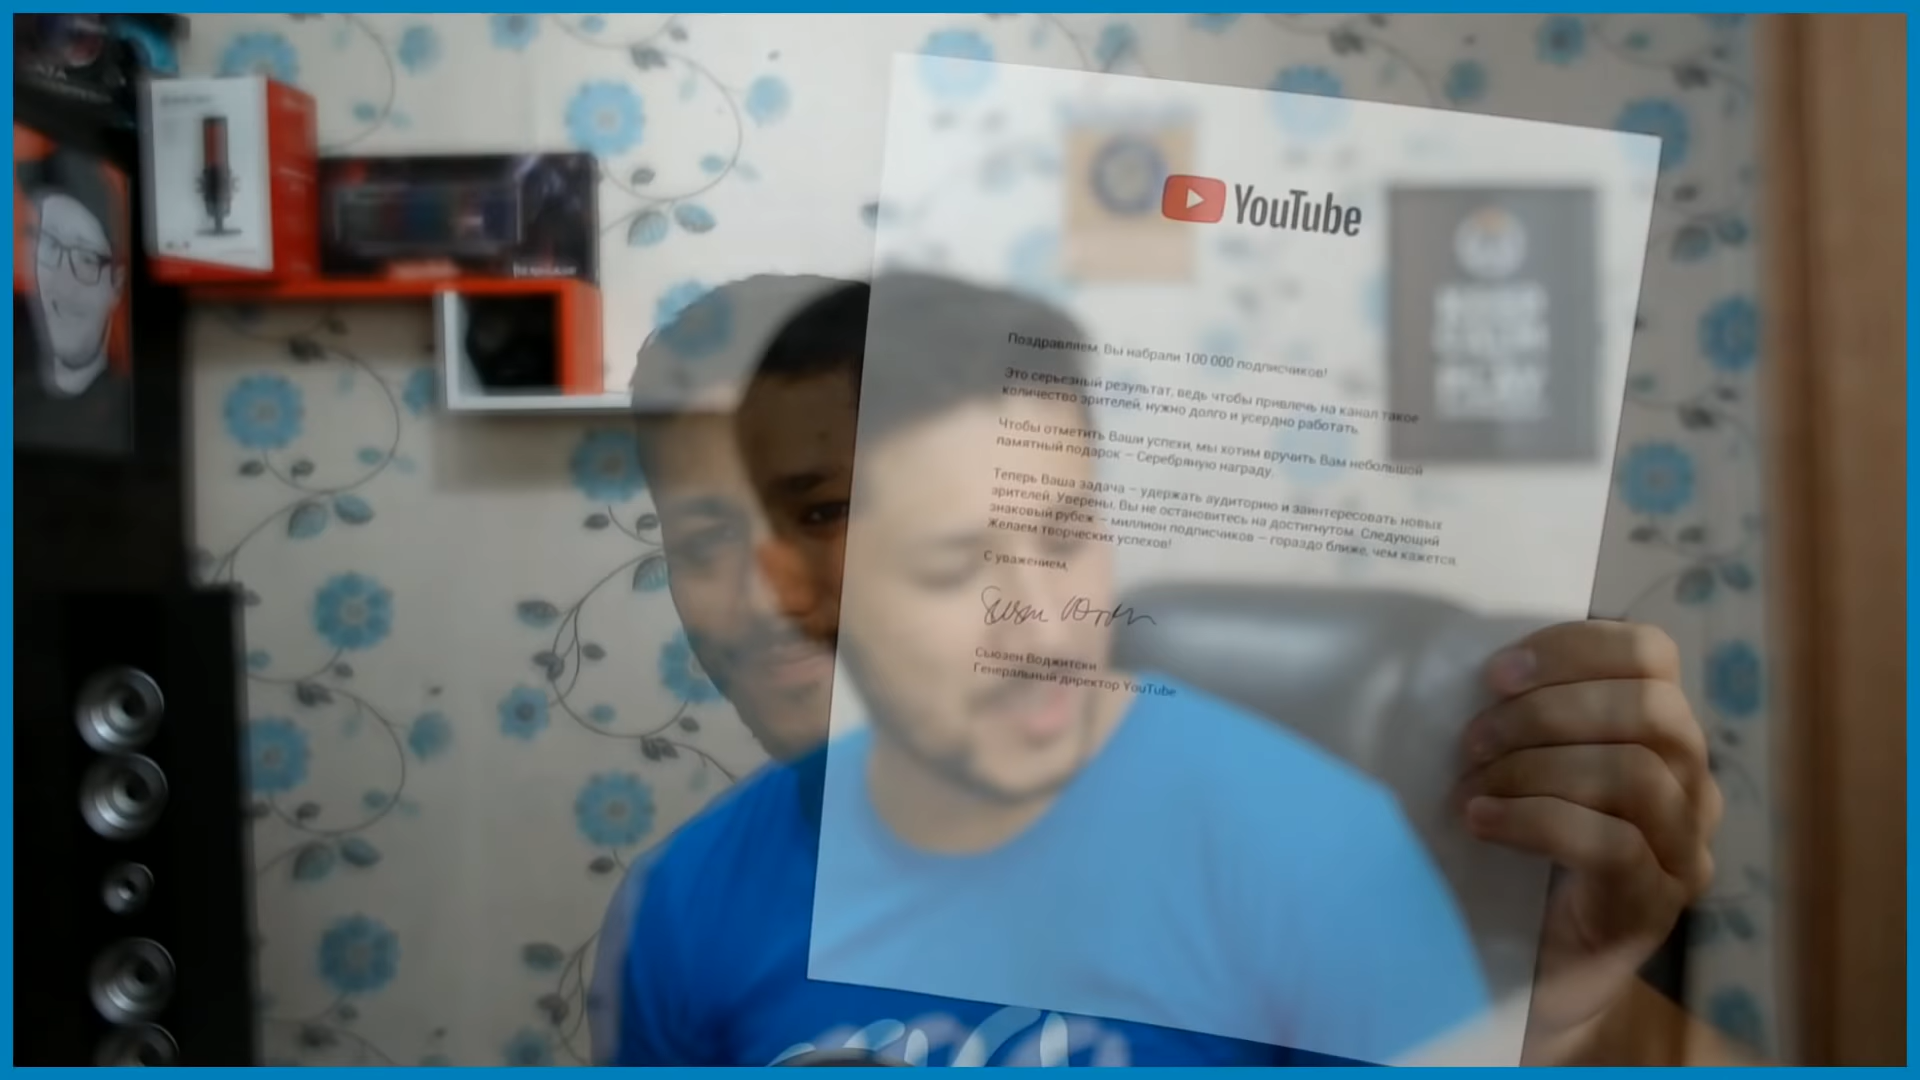 YouTube
Поздравляем, Вы набрали 100 000 подписчиков!
Это серьезный результат, ведь чтобы привлечь на канал такое
количество зрителей, нужно долго и усердно работать.
Чтобы отметить Ваши успехи, мы хотим вручить Вам небольшой
памятный подарок – Серебряную награду.
Теперь Ваша задача – удержать аудиторию и заинтересовать новых
зрителей. Уверены, Вы не остановитесь на достигнутом. Следующий
знаковый рубеж – миллион подписчиков – гораздо ближе, чем кажется.
Желаем творческих успехов!
С уважением,
Сьюзен Воджитски
Генеральный директор YouTube